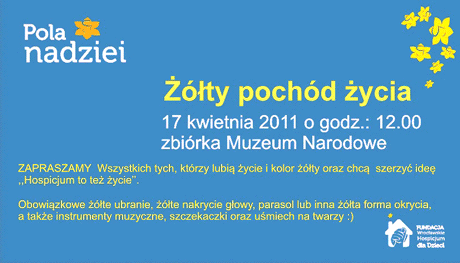 Pola
nadziei
Żółty pochód życia
17 kwietnia 2011 o godz.: 12.00
zbiórka Muzeum Narodowe
ZAPRASZAMY Wszystkich tych, którzy lubią życie i kolor żółty oraz chcą szerzyć ideę
,,Hospicjum to też życie".
Obowiązkowe żółte ubranie, żółte nakrycie głowy, parasol lub inna żółta forma okrycia,
a także instrumenty muzyczne, szczekaczki oraz uśmiech na twarzy :)
FUNDACJA
Wrocławskie
Hospicjum
dla Dzieci